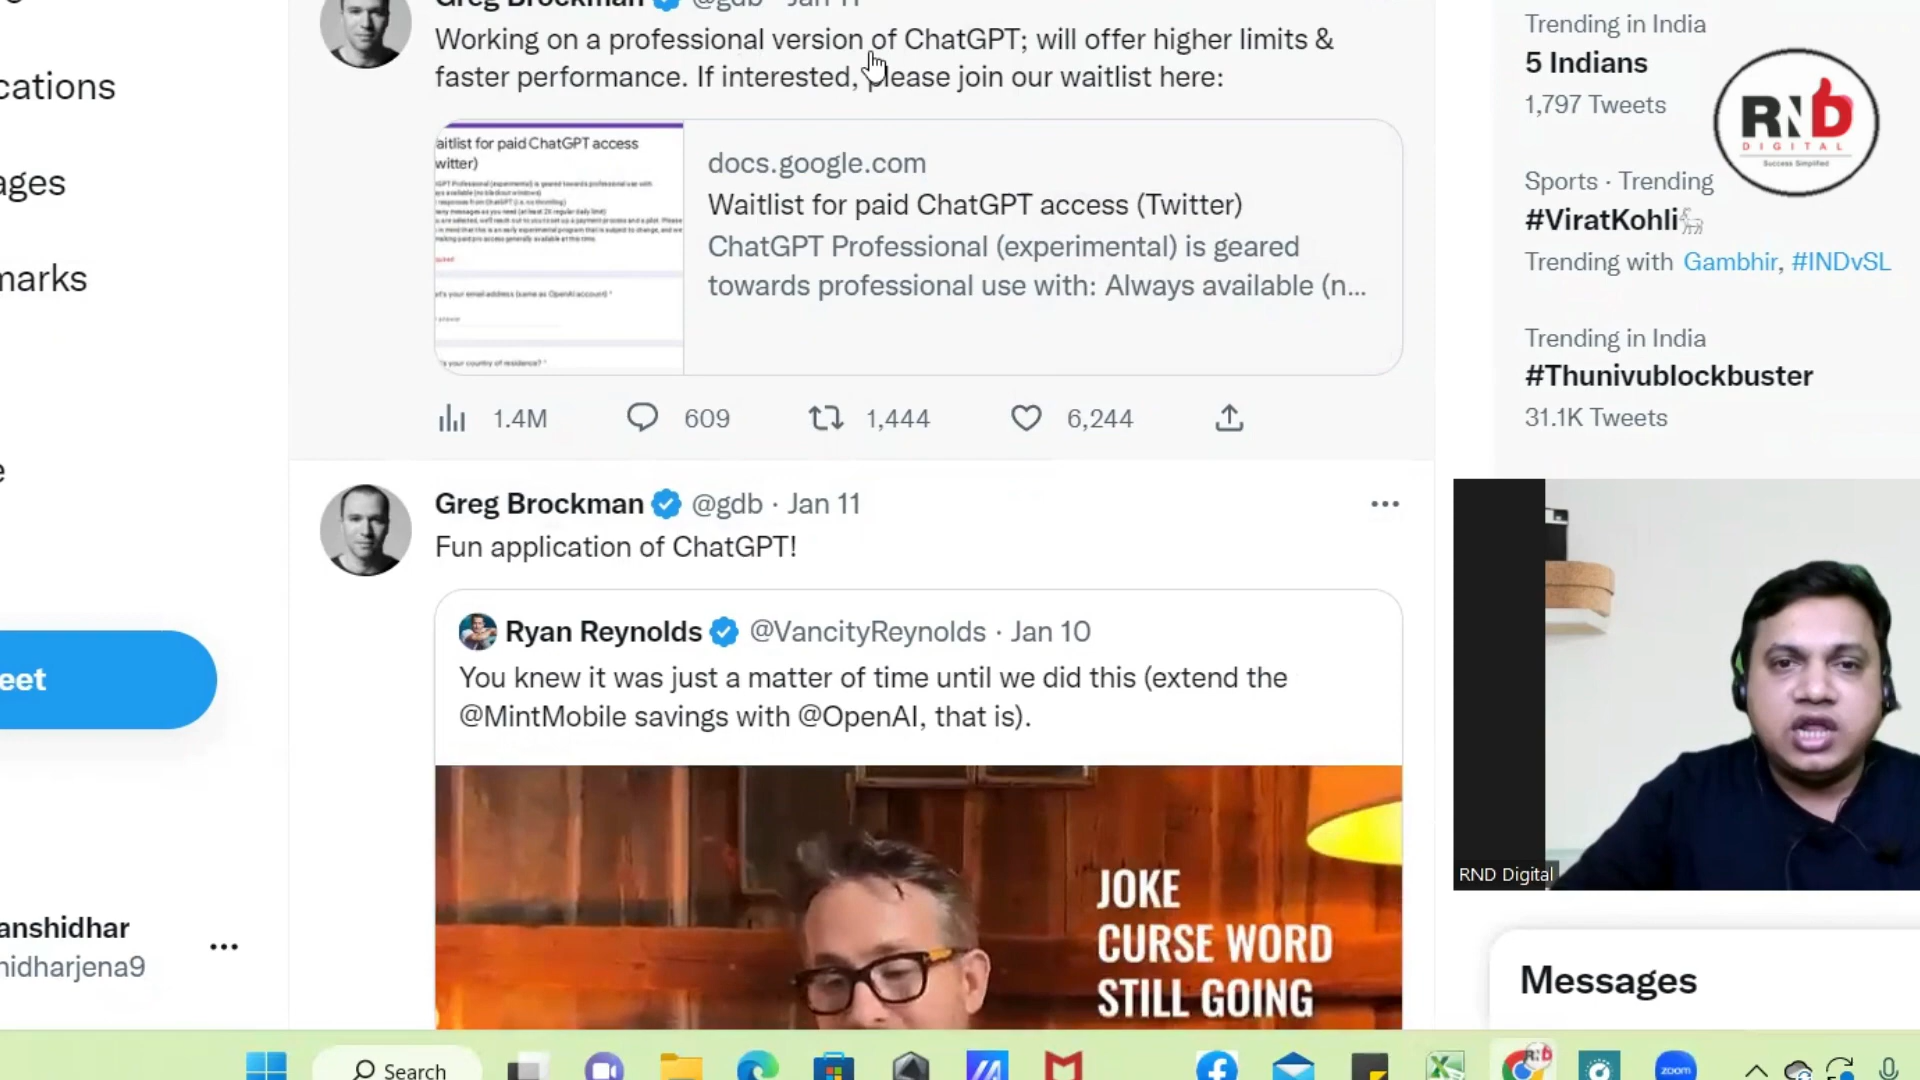 Greg Brockman @gdb · Jan 11
Working on a professional version of ChatGPT; will offer higher limits &
faster performance. If interested, please join our waitlist here:
aitlist for paid ChatGPT access
witter)
docs.google.com
Waitlist for paid ChatGPT access (Twitter)
ChatGPT Professional (experimental) is geared
towards professional use with: Always available (n...
1.4M 609 1,444 6,244
Greg Brockman @gdb · Jan 11
Fun application of ChatGPT!
Ryan Reynolds @VancityReynolds · Jan 10
You knew it was just a matter of time until we did this (extend the
@MintMobile savings with @OpenAI, that is).
JOKE
CURSE WORD
STILL GOING
cations
ages
marks
e
eet
anshidhar
hidharjena9
Trending in India
5 Indians
1,797 Tweets
Sports · Trending
#ViratKohli
Trending with Gambhir, #INDvSL
Trending in India
#Thunivublockbuster
31.1K Tweets
RND
DIGITAL
Success Simplified
RND Digital
Messages
Search
zoom